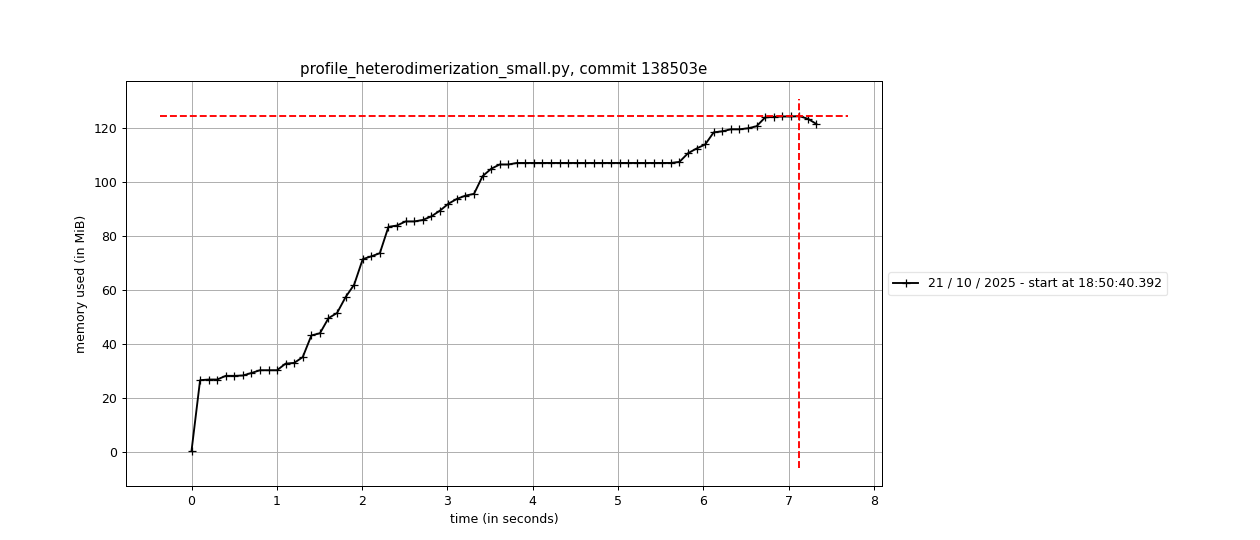 profile_heterodimerization_small.py, commit 138503e
120
100
80
60
40
20
0
memory used (in MiB)
0 1 2 3 4 5 6 7 8
time (in seconds)
21 / 10 / 2025 - start at 18:50:40.392